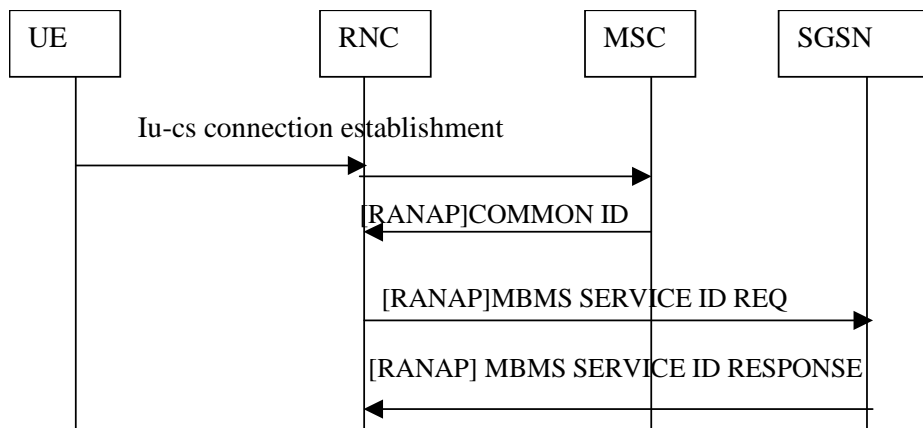 UE
RNC
MSC
SGSN
Iu-cs connection establishment
[RANAP]COMMON ID
[RANAP]MBMS SERVICE ID REQ
[RANAP] MBMS SERVICE ID RESPONSE